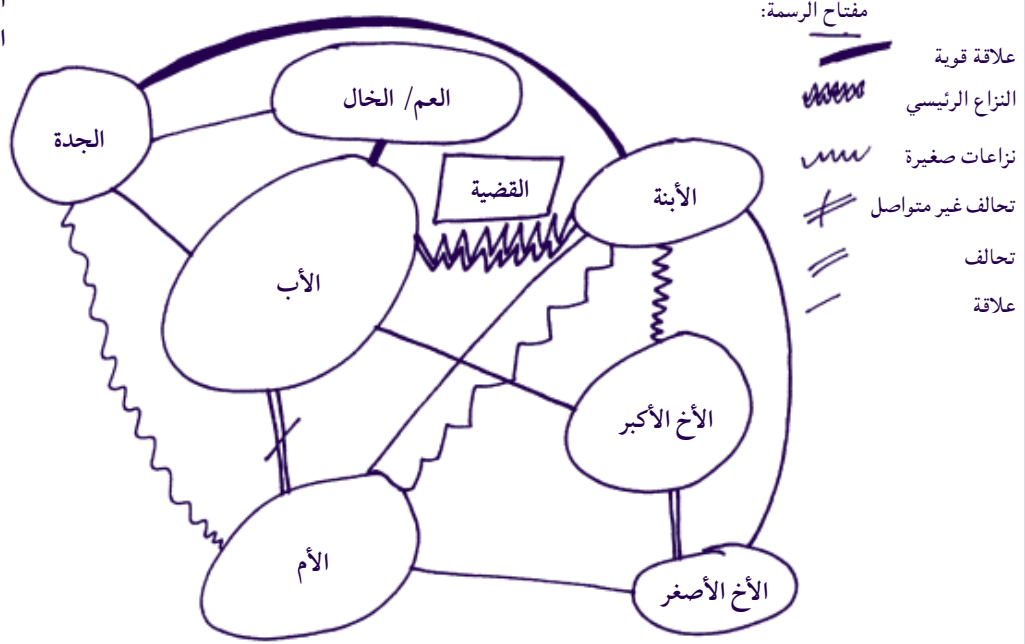 مفتاح الرسمة:
علاقة قوية
النزاع الرئيسي
نزاعات صغيرة
تحالف غير متواصل
تحالف
علاقة
العم/ الخال
الجدة
القضية
الأبنة
الأب
الأخ الأكبر
الأم
الأخ الأصغر